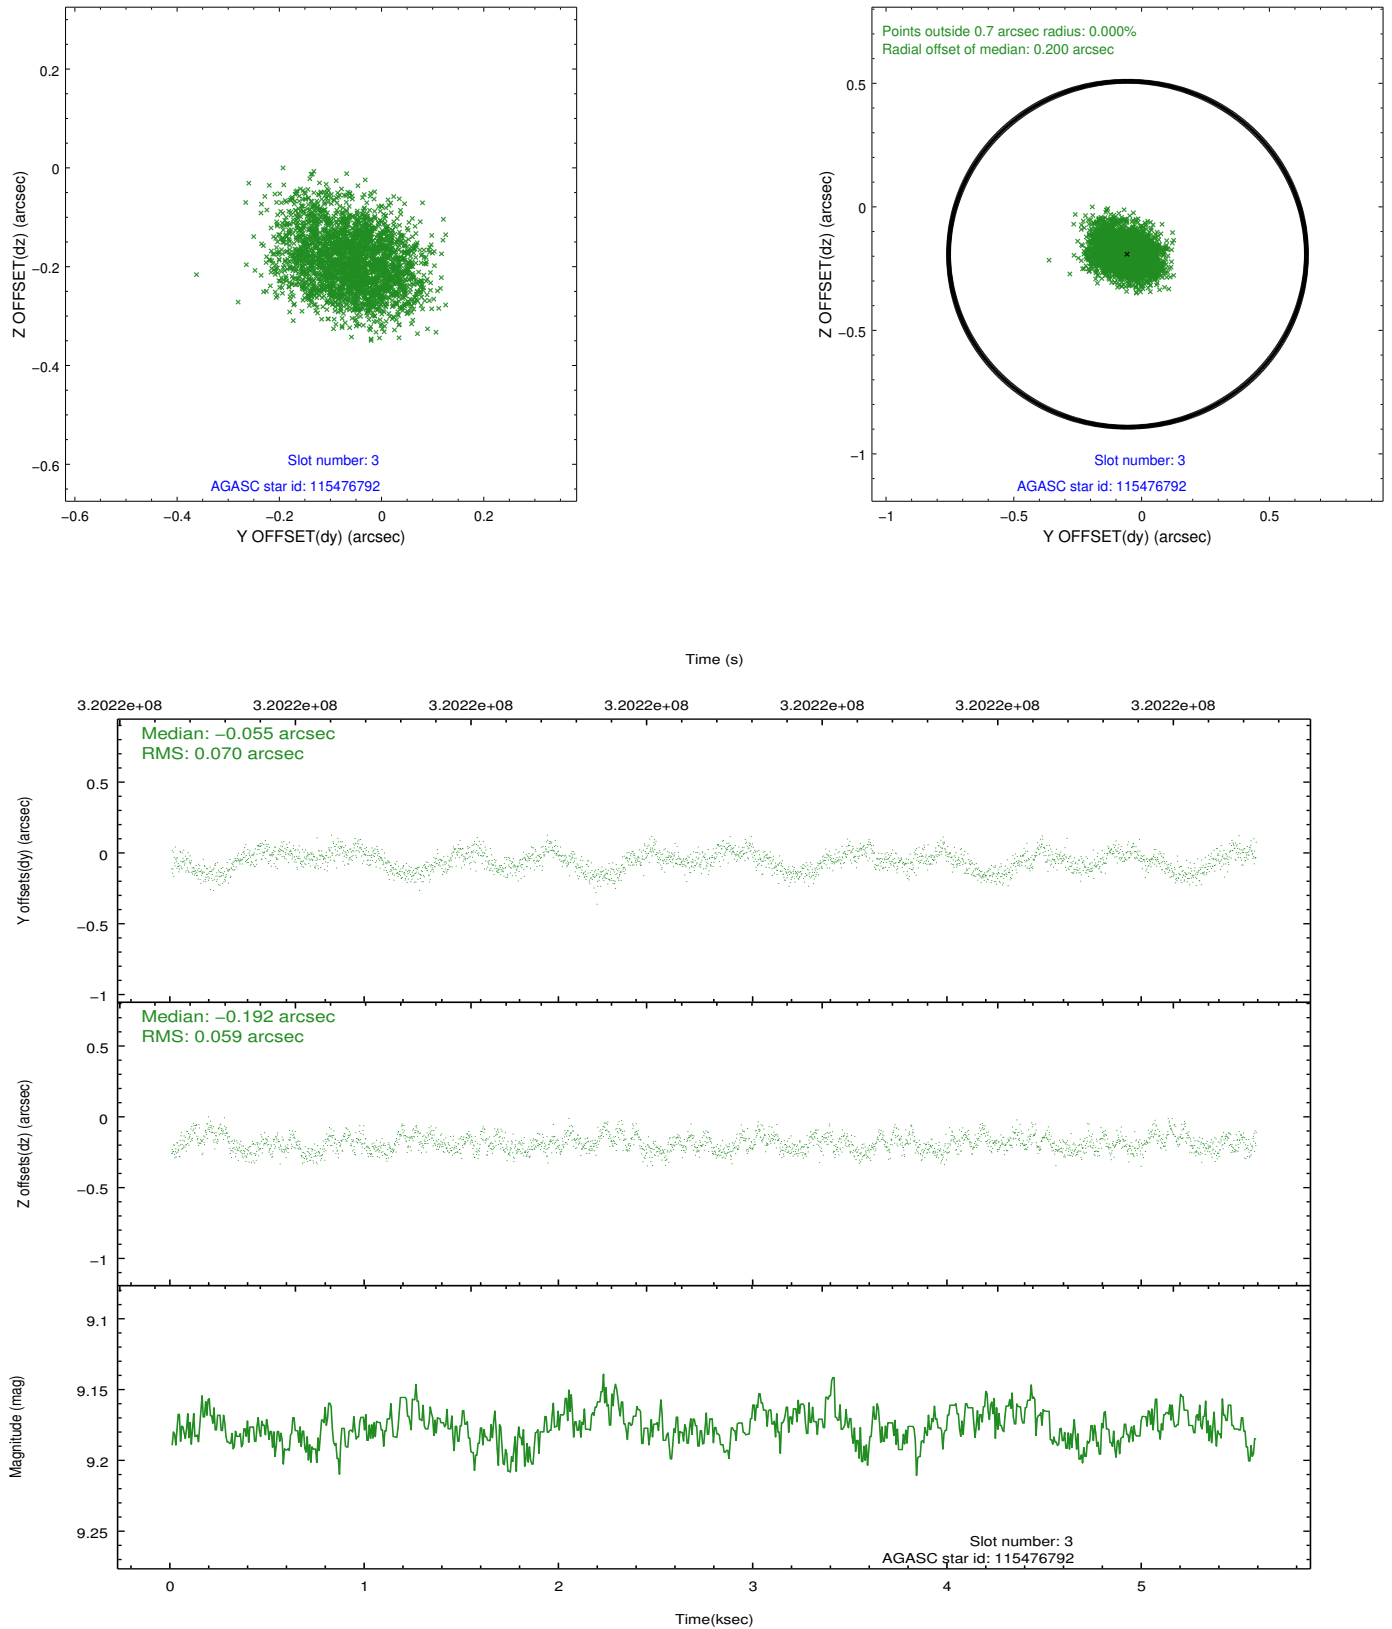 0.2
0
−0.2
−0.4
−0.6
Z OFFSET(dz) (arcsec)
Slot number: 3
AGASC star id: 115476792
−0.6 −0.4 −0.2 0 0.2
Y OFFSET(dy) (arcsec)
Points outside 0.7 arcsec radius: 0.000%
Radial offset of median: 0.200 arcsec
0.5
0
−0.5
−1
Z OFFSET(dz) (arcsec)
Slot number: 3
AGASC star id: 115476792
−1 −0.5 0 0.5
Y OFFSET(dy) (arcsec)
Time (s)
3.2022e+08 3.2022e+08 3.2022e+08 3.2022e+08 3.2022e+08 3.2022e+08 3.2022e+08
Median: −0.055 arcsec
RMS: 0.070 arcsec
0.5
0
−0.5
−1
Y offsets(dy) (arcsec)
Median: −0.192 arcsec
RMS: 0.059 arcsec
0.5
0
−0.5
−1
Z offsets(dz) (arcsec)
9.1
9.15
9.2
9.25
Magnitude (mag)
Slot number: 3
AGASC star id: 115476792
0 1 2 3 4 5
Time(ksec)